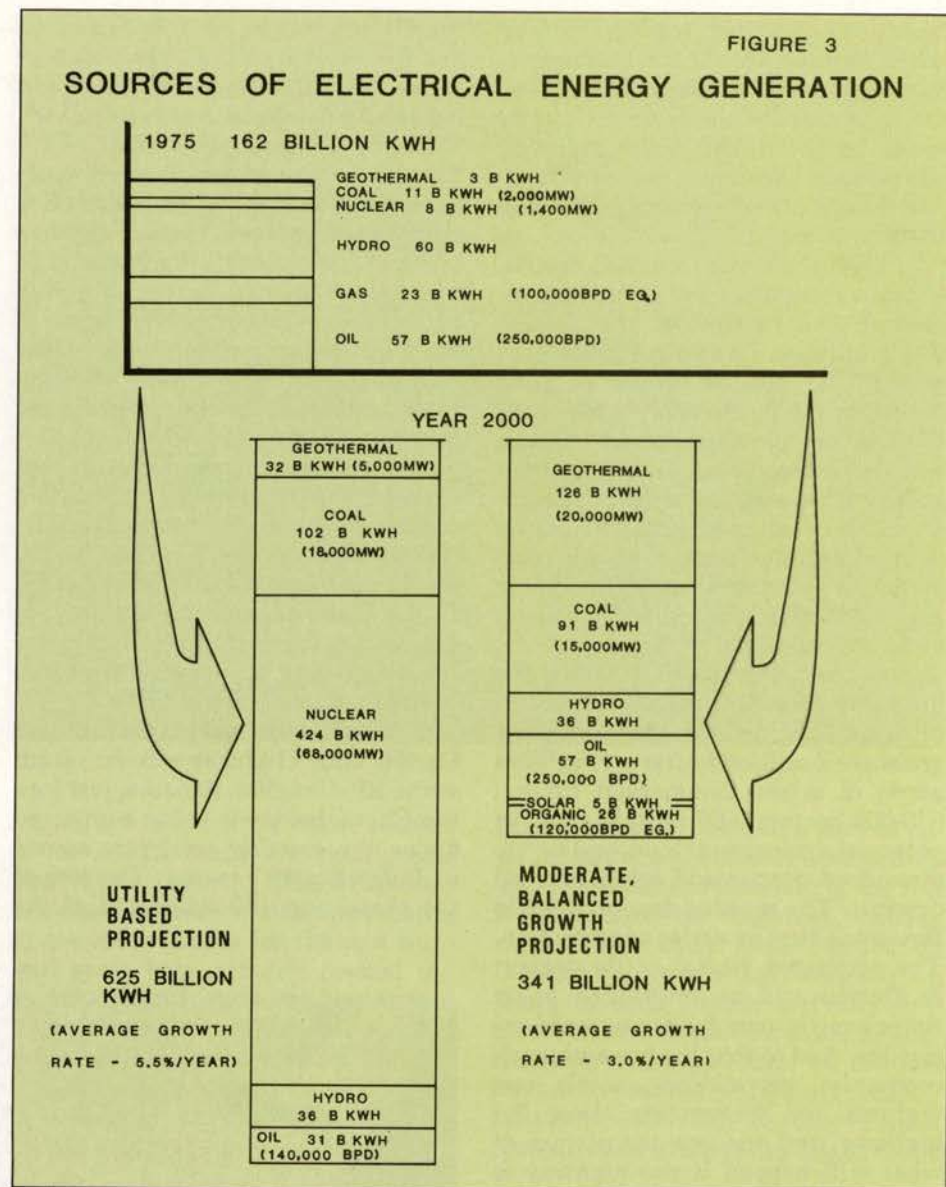 FIGURE 3
SOURCES OF ELECTRICAL ENERGY GENERATION
1975 162 BILLION KWH
GEOTHERMAL 3 B KWH
COAL 11 B KWH (2,000MW)
NUCLEAR 8 B KWH (1,400MW)
HYDRO 60 B KWH
GAS 23 B KWH (100,000BPD EQ.)
OIL 57 B KWH (250,000BPD)
YEAR 2000
GEOTHERMAL
32 B KWH (5,000MW)
COAL
102 B KWH
(18,000MW)
NUCLEAR
424 B KWH
(68,000MW)
HYDRO
36 B KWH
OIL 31 B KWH
(140,000 BPD)
UTILITY
BASED
PROJECTION
625 BILLION
KWH
(AVERAGE GROWTH
RATE - 5.5%/YEAR)
GEOTHERMAL
126 B KWH
(20,000MW)
COAL
91 B KWH
(15,000MW)
HYDRO
36 B KWH
OIL
57 B KWH
(250,000 BPD)
SOLAR 5 B KWH
ORGANIC 26 B KWH
(120,000BPD EG.)
MODERATE,
BALANCED
GROWTH
PROJECTION
341 BILLION KWH
(AVERAGE GROWTH
RATE - 3.0%/YEAR)